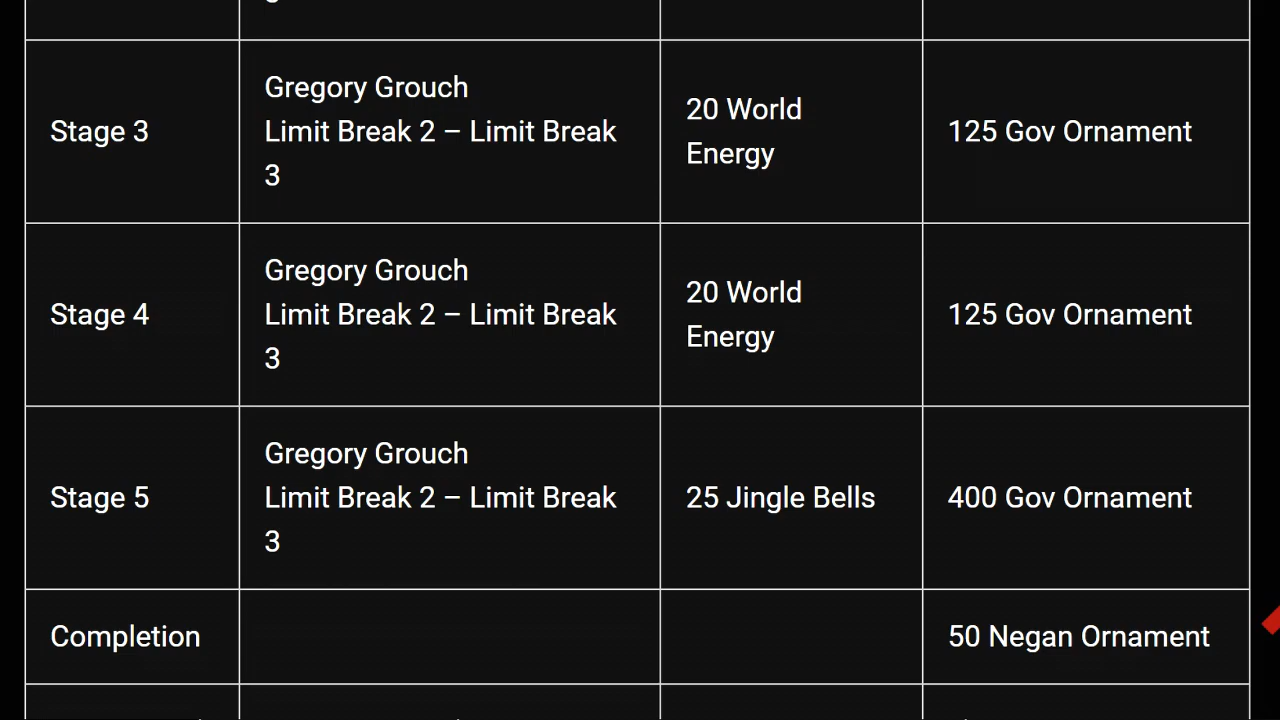 Stage 3
Gregory Grouch
Limit Break 2 – Limit Break
3
20 World
Energy
125 Gov Ornament
Stage 4
Gregory Grouch
Limit Break 2 – Limit Break
3
20 World
Energy
125 Gov Ornament
Stage 5
Gregory Grouch
Limit Break 2 – Limit Break
3
25 Jingle Bells
400 Gov Ornament
Completion
50 Negan Ornament